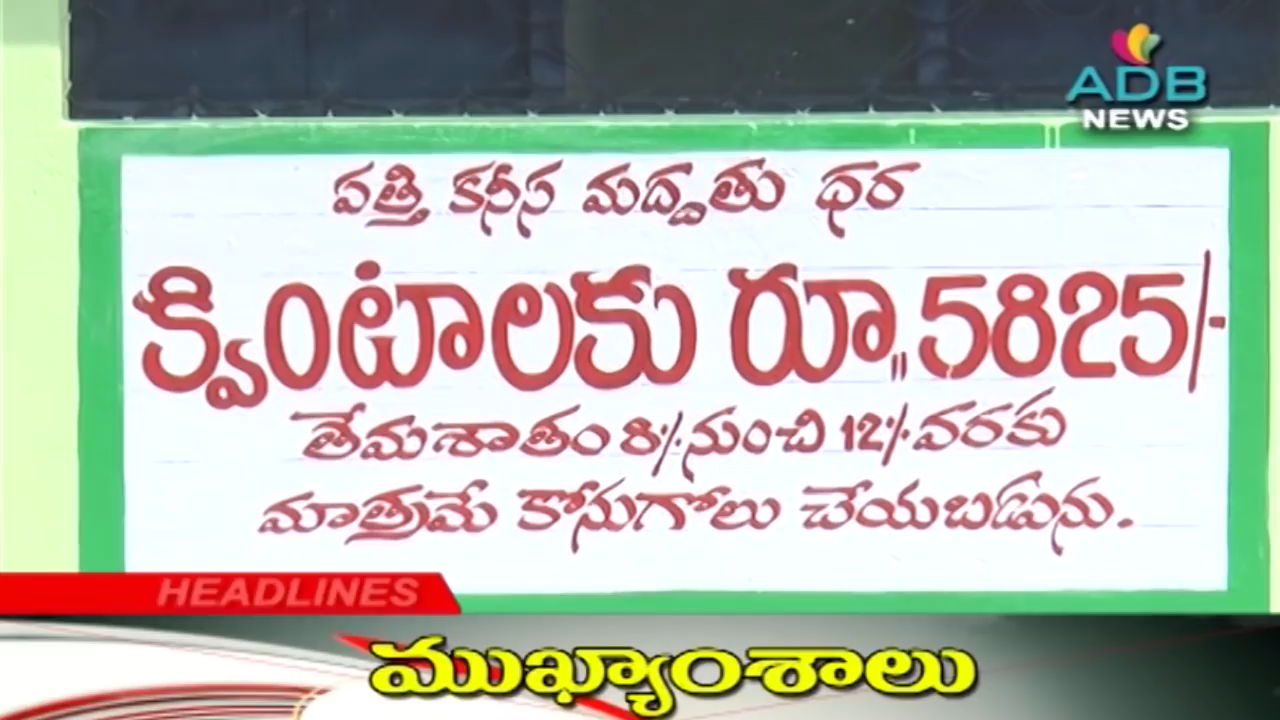 ADB
NEWS
పత్తి కనీస మద్దతు ధర
క్వింటాలకు రూ,, 5825/-
తేమశాతం 8% నుంచి 12% వరకు
మాత్రమే కోనుగోలు చేయబడును.
HEADLINES
ముఖ్యాంశాలు